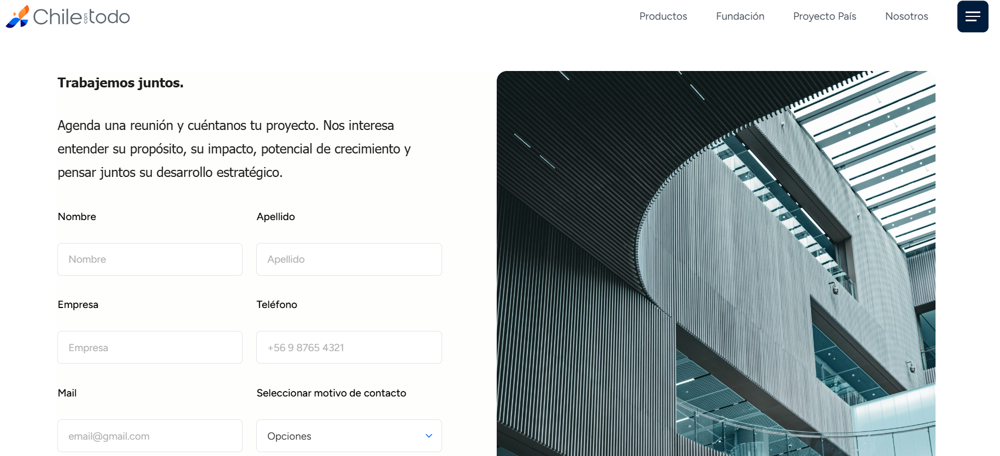 Chile con todo
Productos
Fundación
Proyecto País
Nosotros
Trabajemos juntos.
Agenda una reunión y cuéntanos tu proyecto. Nos interesa
entender su propósito, su impacto, potencial de crecimiento y
pensar juntos su desarrollo estratégico.
Nombre
Apellido
Nombre
Apellido
Empresa
Teléfono
Empresa
+56 9 8765 4321
Mail
Seleccionar motivo de contacto
email@gmail.com
Opciones